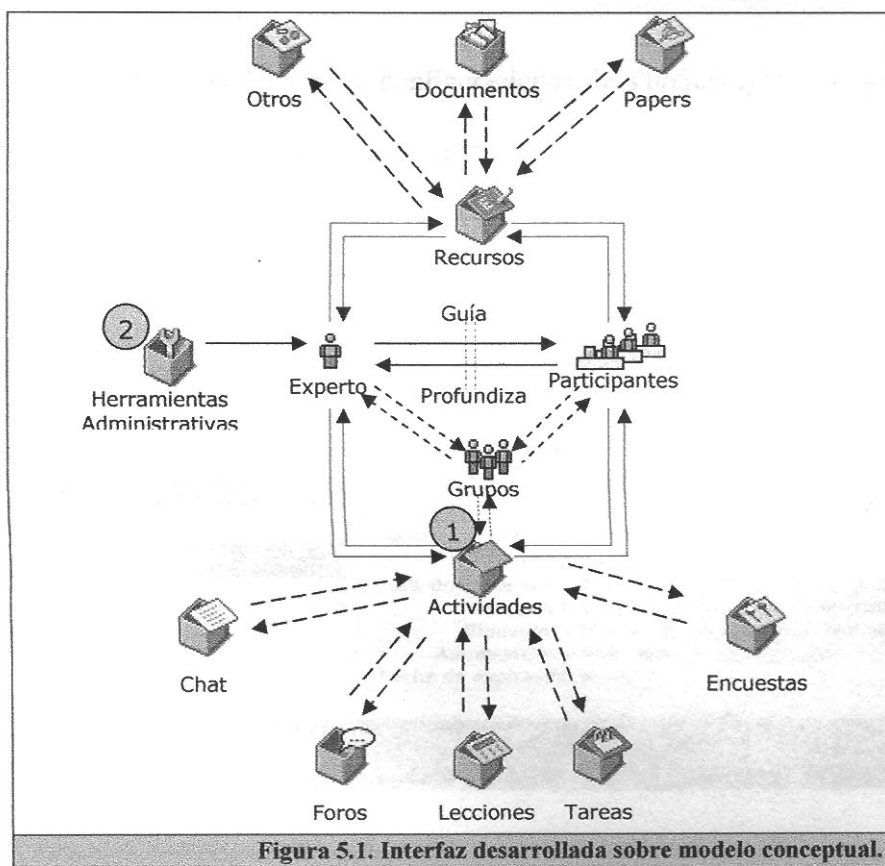 Otros
Documentos
Papers
Recursos
2
Guía
Herramientas
Administrativas
Experto
Profundiza
Participantes
Grupos
1
Actividades
Chat
Encuestas
Foros
Lecciones
Tareas
Figura 5.1. Interfaz desarrollada sobre modelo conceptual.